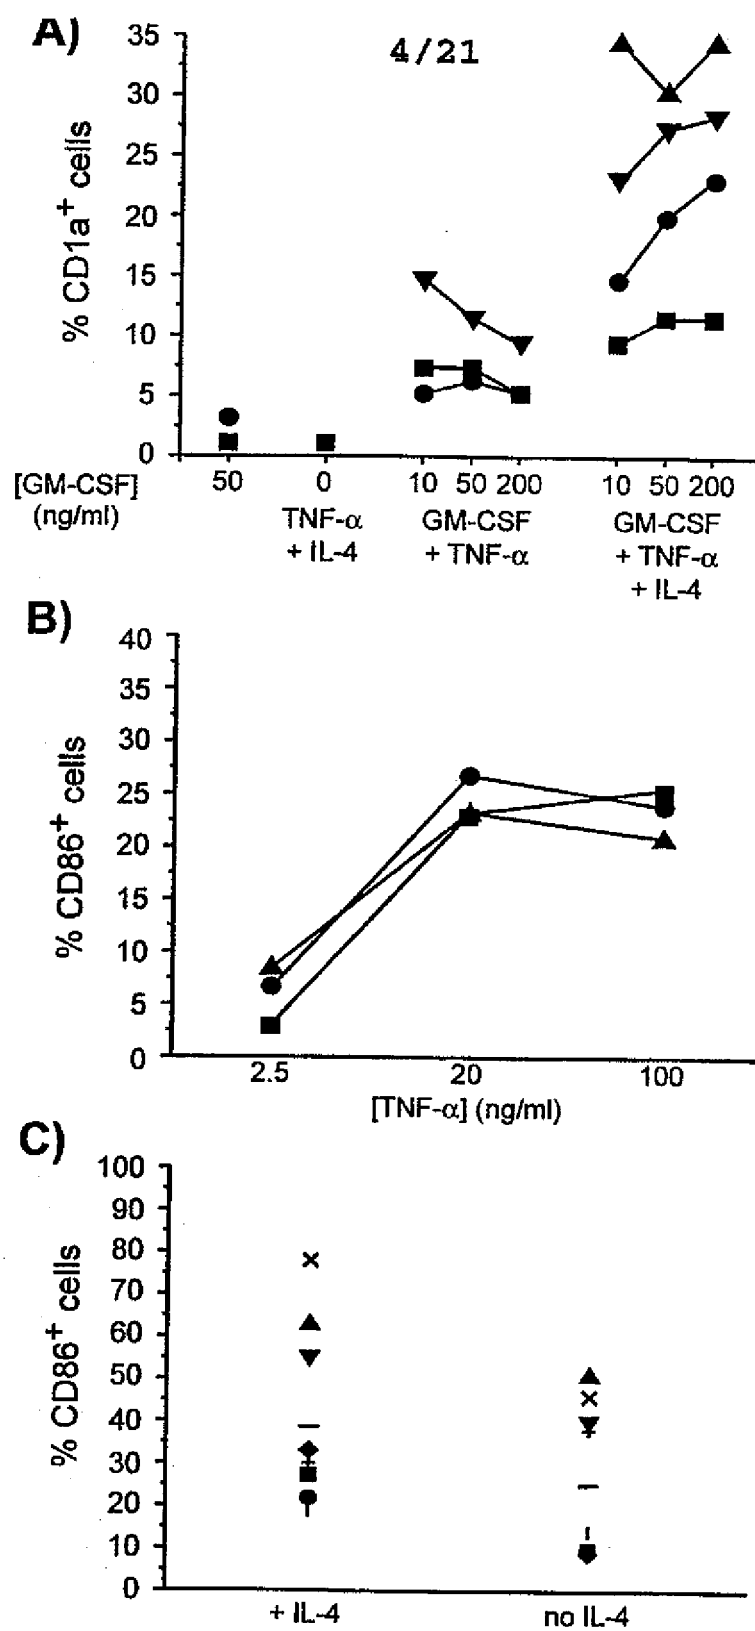 A)
4/21
35
30
25
20
15
10
5
0
% CD1a+ cells
[GM-CSF] 50 0 10 50 200 10 50 200
(ng/ml) TNF-α GM-CSF GM-CSF
+ IL-4 + TNF-α + TNF-α
+ IL-4
B)
40
35
30
25
20
15
10
5
0
% CD86+ cells
2.5 20 100
[TNF-α] (ng/ml)
C)
100
90
80
70
60
50
40
30
20
10
0
% CD86+ cells
+ IL-4 no IL-4